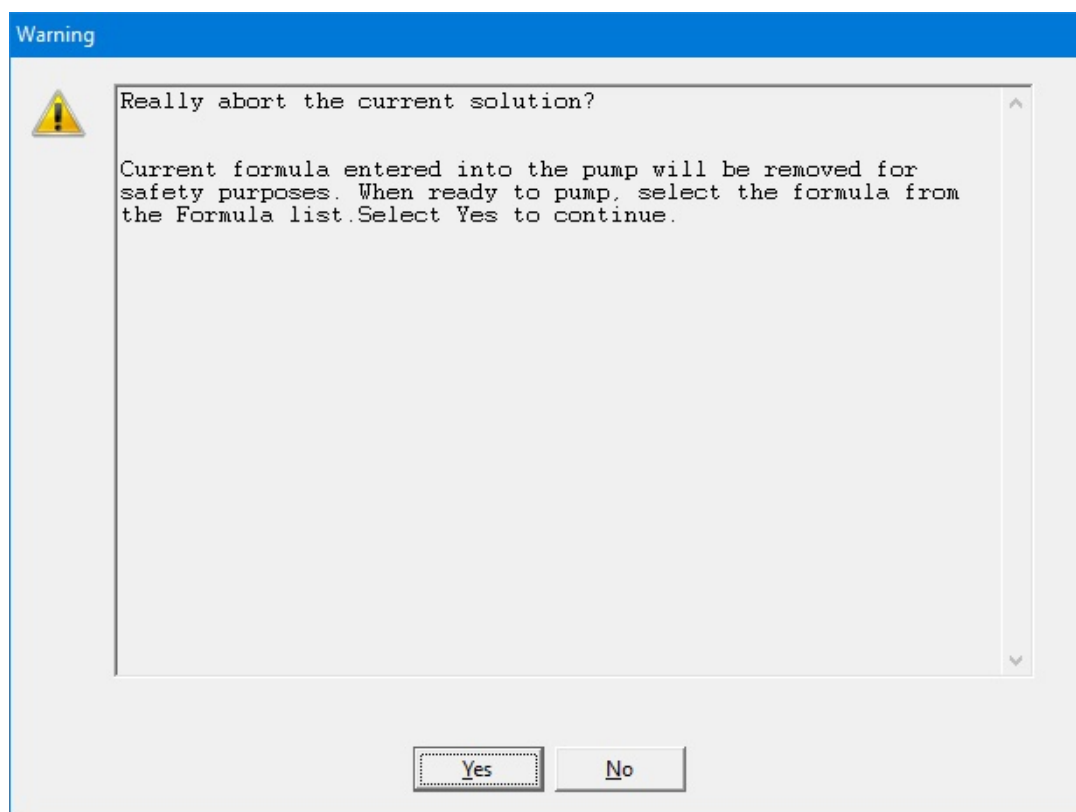 Warning
Really abort the current solution?
Current formula entered into the pump will be removed for
safety purposes. When ready to pump, select the formula from
the Formula list.Select Yes to continue.
Yes
No